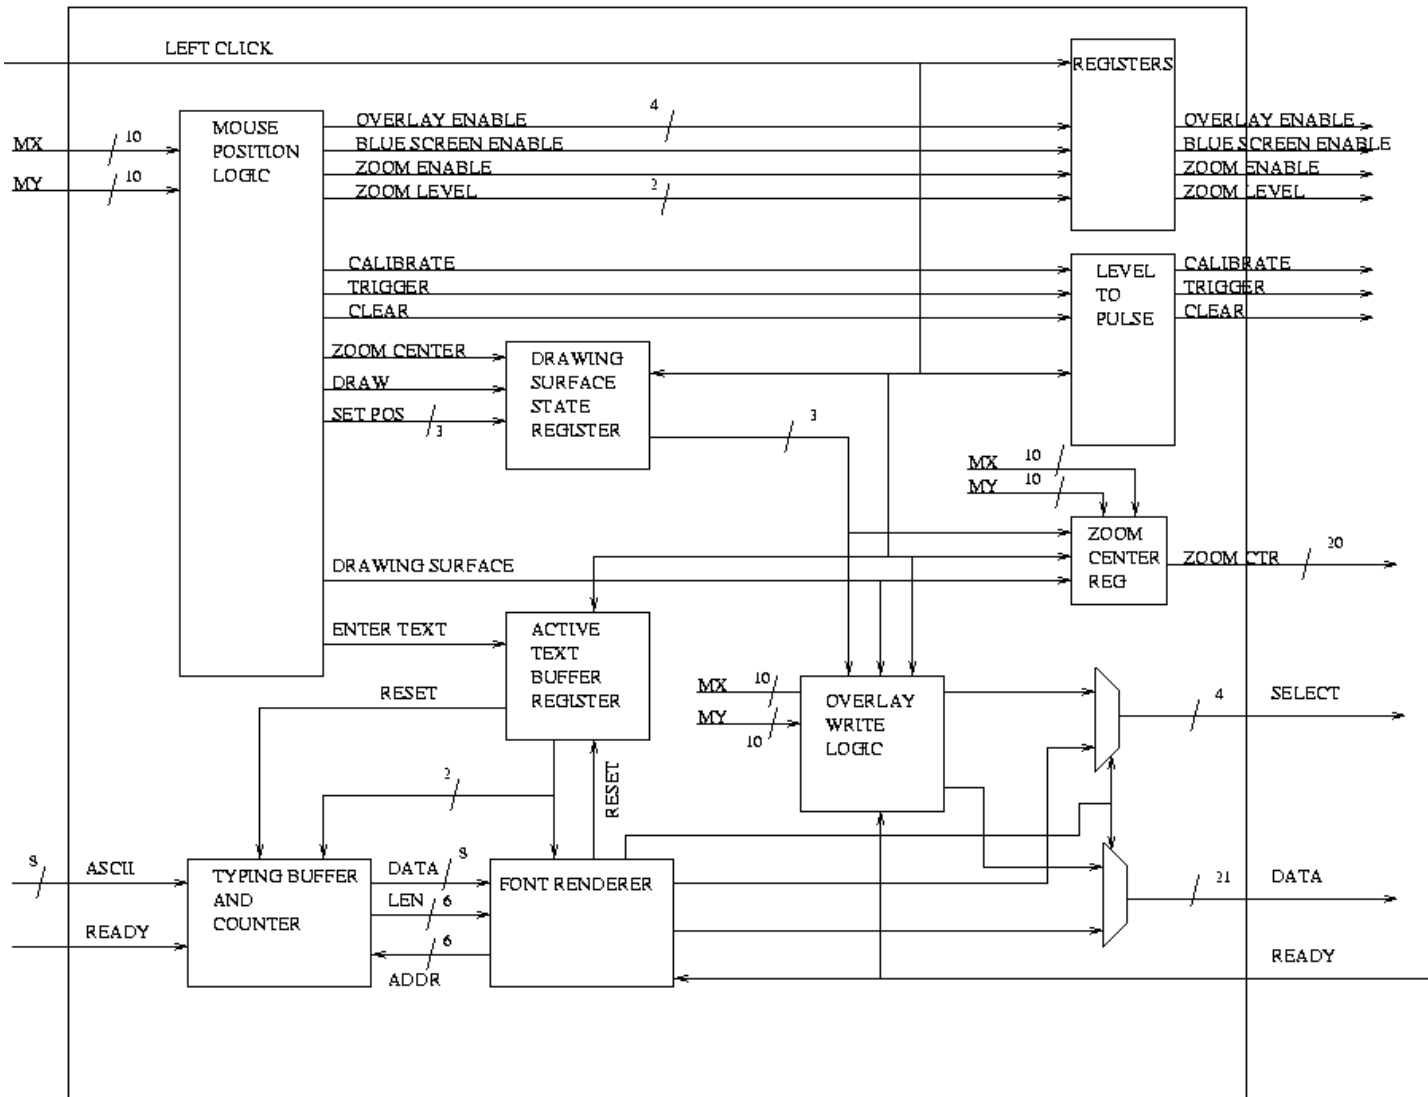 LEFT CLICK
REGISTERS
4
OVERLAY ENABLE
OVERLAY ENABLE
MOUSE
POSITION
LOGIC
10
MX
BLUE SCREEN ENABLE
BLUE SCREEN ENABLE
ZOOM ENABLE
ZOOM ENABLE
10
MY
2
ZOOM LEVEL
ZOOM LEVEL
CALIBRATE
TRIGGER
CLEAR
LEVEL
TO
PULSE
CALIBRATE
TRIGGER
CLEAR
ZOOM CENTER
DRAW
SET POS
3
DRAWING
SURFACE
STATE
REGISTER
3
MX
10
MY
10
ZOOM
CENTER
REG
ZOOM CTR
20
DRAWING SURFACE
ENTER TEXT
ACTIVE
TEXT
BUFFER
REGISTER
RESET
MX
10
MY
10
OVERLAY
WRITE
LOGIC
4
SELECT
2
RESET
8
ASCII
READY
TYPING BUFFER
AND
COUNTER
DATA
8
LEN
6
6
ADDR
FONT RENDERER
21
DATA
READY